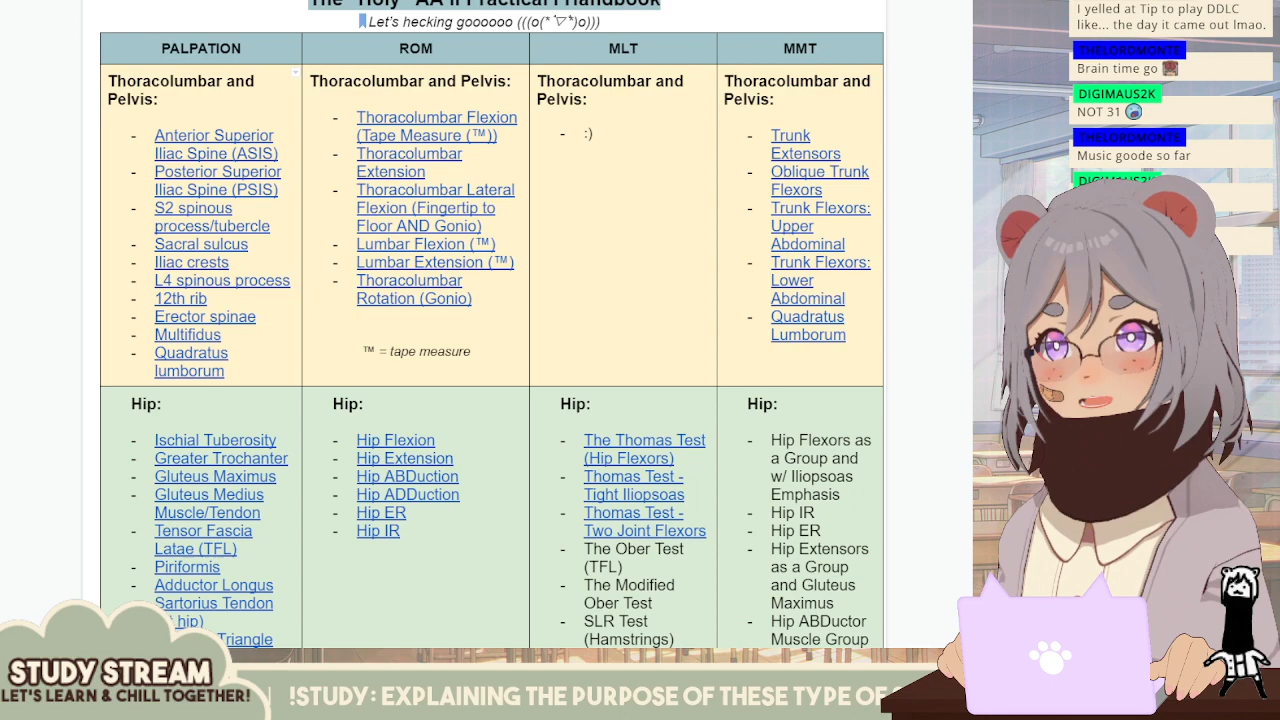 The "Holy" AA II Practical Handbook
Let's hecking goooooo (((o(*ﾟ▽ﾟ*)o)))
PALPATION
ROM
MLT
MMT
Thoracolumbar and
Pelvis:
- Anterior Superior
Iliac Spine (ASIS)
- Posterior Superior
Iliac Spine (PSIS)
- S2 spinous
process/tubercle
- Sacral sulcus
- Iliac crests
- L4 spinous process
- 12th rib
- Erector spinae
- Multifidus
- Quadratus
lumborum
Thoracolumbar and Pelvis:
- Thoracolumbar Flexion
(Tape Measure (™))
- Thoracolumbar
Extension
- Thoracolumbar Lateral
Flexion (Fingertip to
Floor AND Gonio)
- Lumbar Flexion (™)
- Lumbar Extension (™)
- Thoracolumbar
Rotation (Gonio)
™ = tape measure
Thoracolumbar and
Pelvis:
- :)
Thoracolumbar and
Pelvis:
- Trunk
Extensors
- Oblique Trunk
Flexors
- Trunk Flexors:
Upper
Abdominal
- Trunk Flexors:
Lower
Abdominal
- Quadratus
Lumborum
Hip:
- Ischial Tuberosity
- Greater Trochanter
- Gluteus Maximus
- Gluteus Medius
Muscle/Tendon
- Tensor Fascia
Latae (TFL)
- Piriformis
- Adductor Longus
Sartorius Tendon
hip)
Triangle
Hip:
- Hip Flexion
- Hip Extension
- Hip ABDuction
- Hip ADDuction
- Hip ER
- Hip IR
Hip:
- The Thomas Test
(Hip Flexors)
- Thomas Test -
Tight Iliopsoas
- Thomas Test -
Two Joint Flexors
- The Ober Test
(TFL)
- The Modified
Ober Test
- SLR Test
(Hamstrings)
Hip:
- Hip Flexors as
a Group and
w/ Iliopsoas
Emphasis
- Hip IR
- Hip ER
- Hip Extensors
as a Group
and Gluteus
Maximus
- Hip ABDuctor
Muscle Group
I yelled at Tip to play DDLC
like... the day it came out lmao.
THELORDMONTE
Brain time go
DIGIMAUS2K
NOT 31
THELORDMONTE
Music goode so far
DIGIMAUS2K
STUDY STREAM
LET'S LEARN & CHILL TOGETHER!
!STUDY: EXPLAINING THE PURPOSE OF THESE TYPE OF